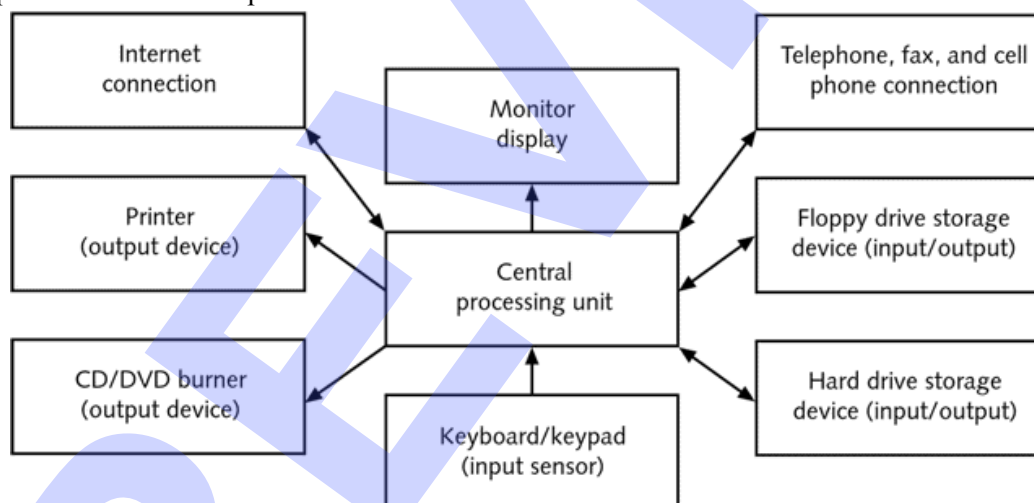 Internet
connection
Monitor
display
Telephone, fax, and cell
phone connection
Printer
(output device)
Central
processing unit
Floppy drive storage
device (input/output)
CD/DVD burner
(output device)
Keyboard/keypad
(input sensor)
Hard drive storage
device (input/output)